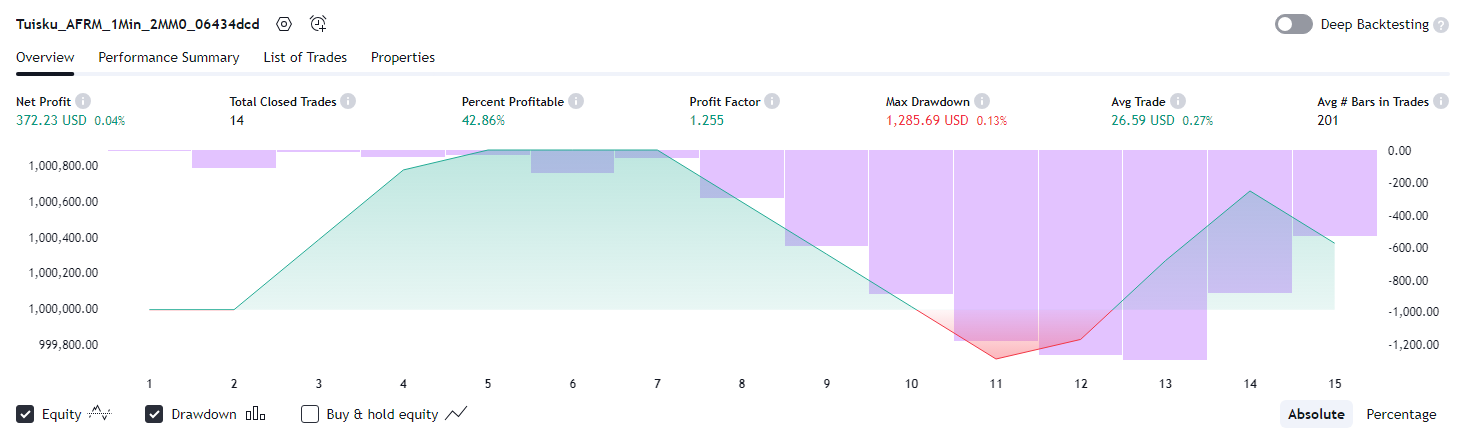 Tuisku_AFRM_1Min_2MM0_06434dcd Deep Backtesting ?
Overview Performance Summary List of Trades Properties
Net Profit i Total Closed Trades i Percent Profitable i Profit Factor i Max Drawdown i Avg Trade i Avg # Bars in Trades i
372.23 USD 0.04% 14 42.86% 1.255 1,285.69 USD 0.13% 26.59 USD 0.27% 201
1,000,800.00 0.00
1,000,600.00 -200.00
1,000,400.00 -400.00
1,000,200.00 -600.00
1,000,000.00 -800.00
999,800.00 -1,000.00
-1,200.00
1 2 3 4 5 6 7 8 9 10 11 12 13 14 15
Equity Drawdown Buy & hold equity Absolute Percentage